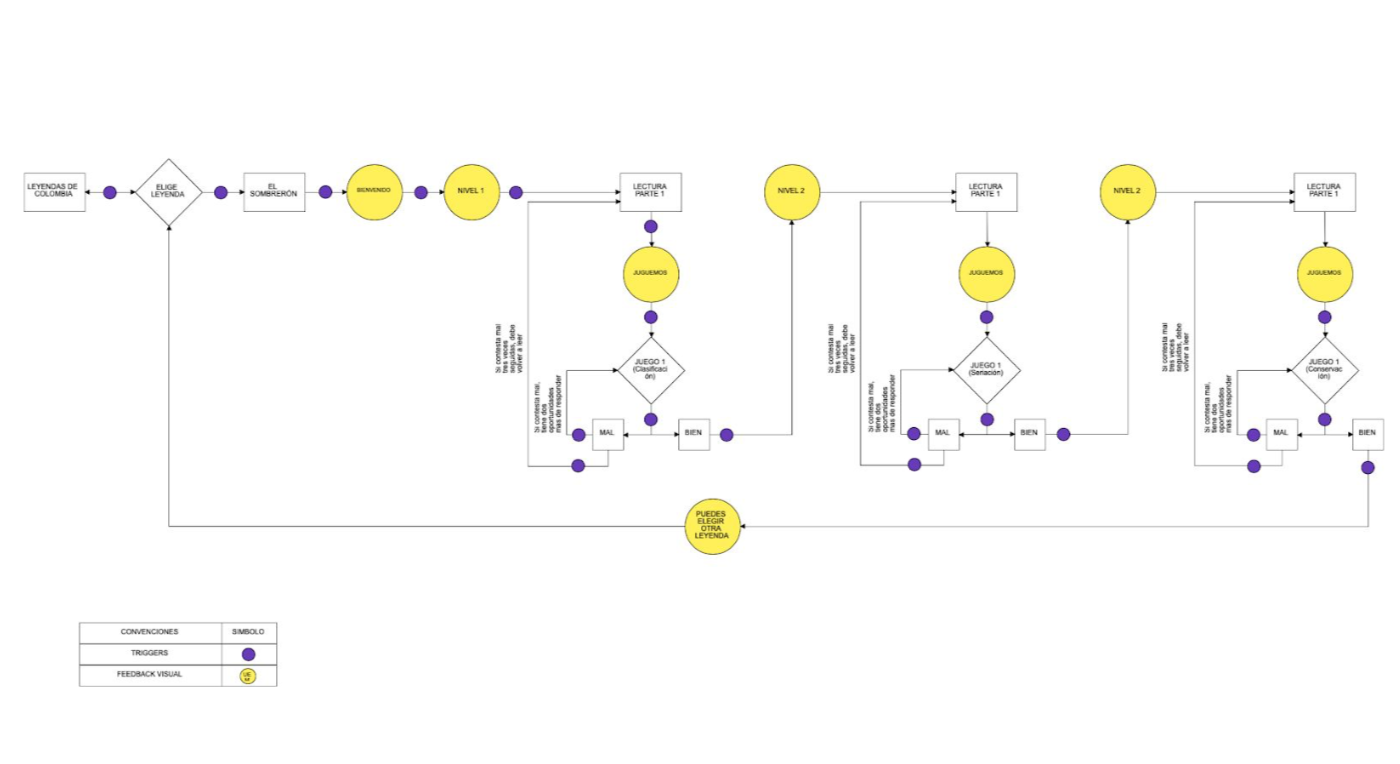 LEYENDAS DE
COLOMBIA
ELIGE
LEYENDA
EL
SOMBRERÓN
BIENVENIDO
NIVEL 1
LECTURA
PARTE 1
JUGUEMOS
JUEGO 1
(Clasificaci
ón)
MAL
BIEN
Si contesta mal
tres veces
seguidas, debe
volver a leer
Si contesta mal,
tiene dos
oportunidades
mas de responder
NIVEL 2
LECTURA
PARTE 1
JUGUEMOS
JUEGO 1
(Seriación)
MAL
BIEN
Si contesta mal
tres veces
seguidas, debe
volver a leer
Si contesta mal,
tiene dos
oportunidades
mas de responder
NIVEL 2
LECTURA
PARTE 1
JUGUEMOS
JUEGO 1
(Conservac
ión)
MAL
BIEN
Si contesta mal
tres veces
seguidas, debe
volver a leer
Si contesta mal,
tiene dos
oportunidades
mas de responder
PUEDES
ELEGIR
OTRA
LEYENDA
CONVENCIONES SIMBOLO
TRIGGERS
FEEDBACK VISUAL